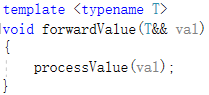 template <typename T>
void forwardValue(T&& val)
{
    processValue(val);
}